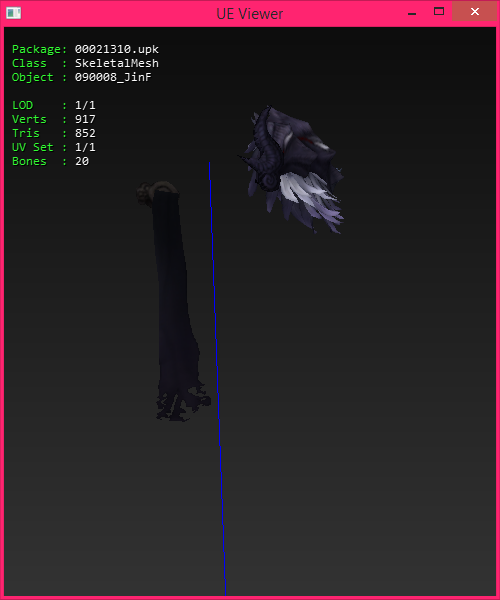 UE Viewer
Package: 00021310.upk
Class  : SkeletalMesh
Object : 090008_JinF
LOD    : 1/1
Verts  : 917
Tris   : 852
UV Set : 1/1
Bones  : 20